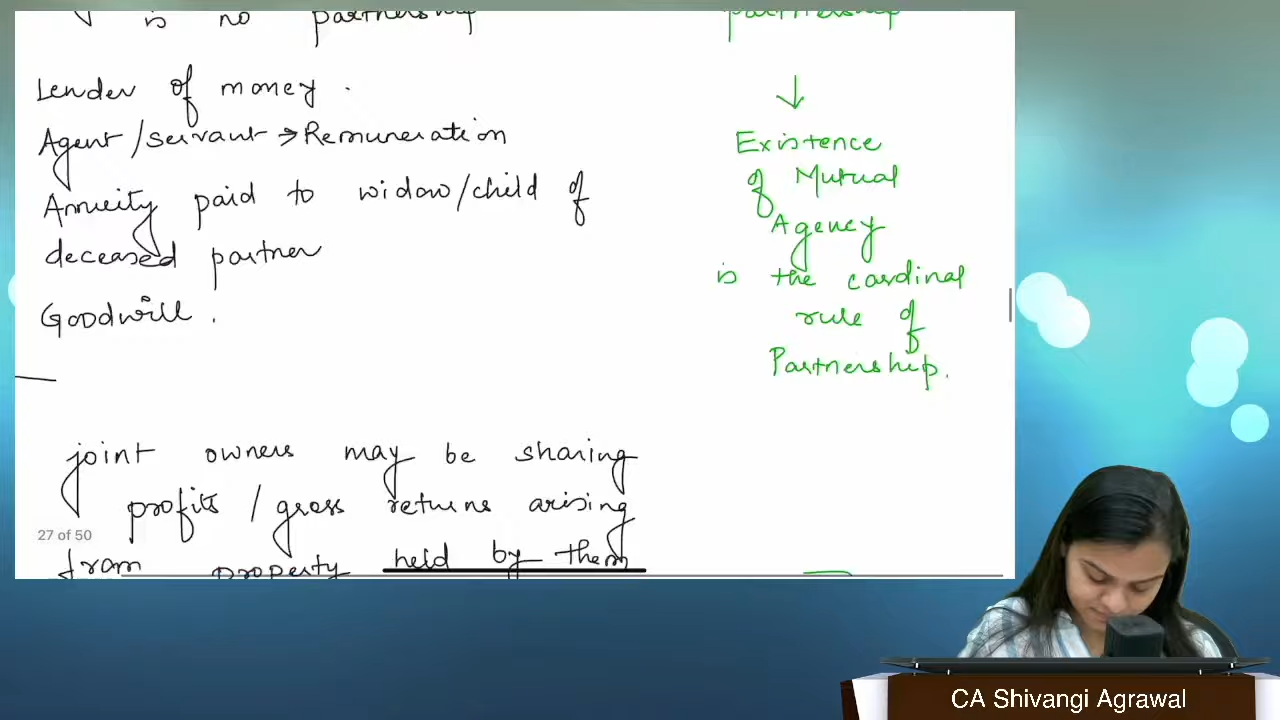 is no partnership
Lender of money.
Agent/servant → Remuneration
Annuity paid to widow/child of
deceased partner
Goodwill.
joint owners may be sharing
profits / gross returns arising
from property held by them
27 of 50
partnership
↓
Existence
of Mutual
Agency
is the cardinal
rule of
Partnership.
CA Shivangi Agrawal